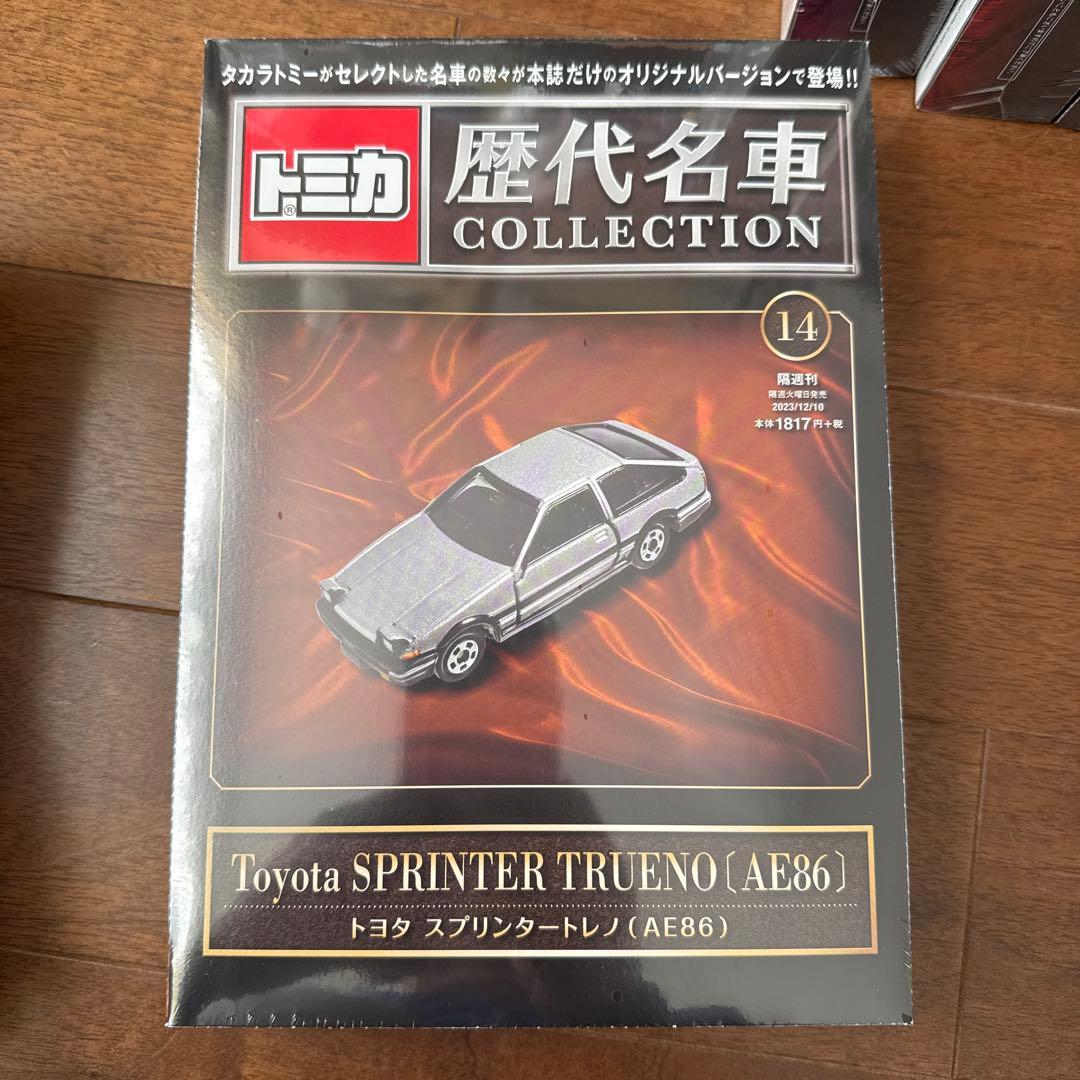 タカラトミーがセレクトした名車の数々が本誌だけのオリジナルバージョンで登場!!
トミカ®
歴代名車
COLLECTION
14
隔週刊
隔週火曜日発売
2023/12/10
本体1817円+税
Toyota SPRINTER TRUENO〔AE86〕
トヨタ スプリンタートレノ(AE86)